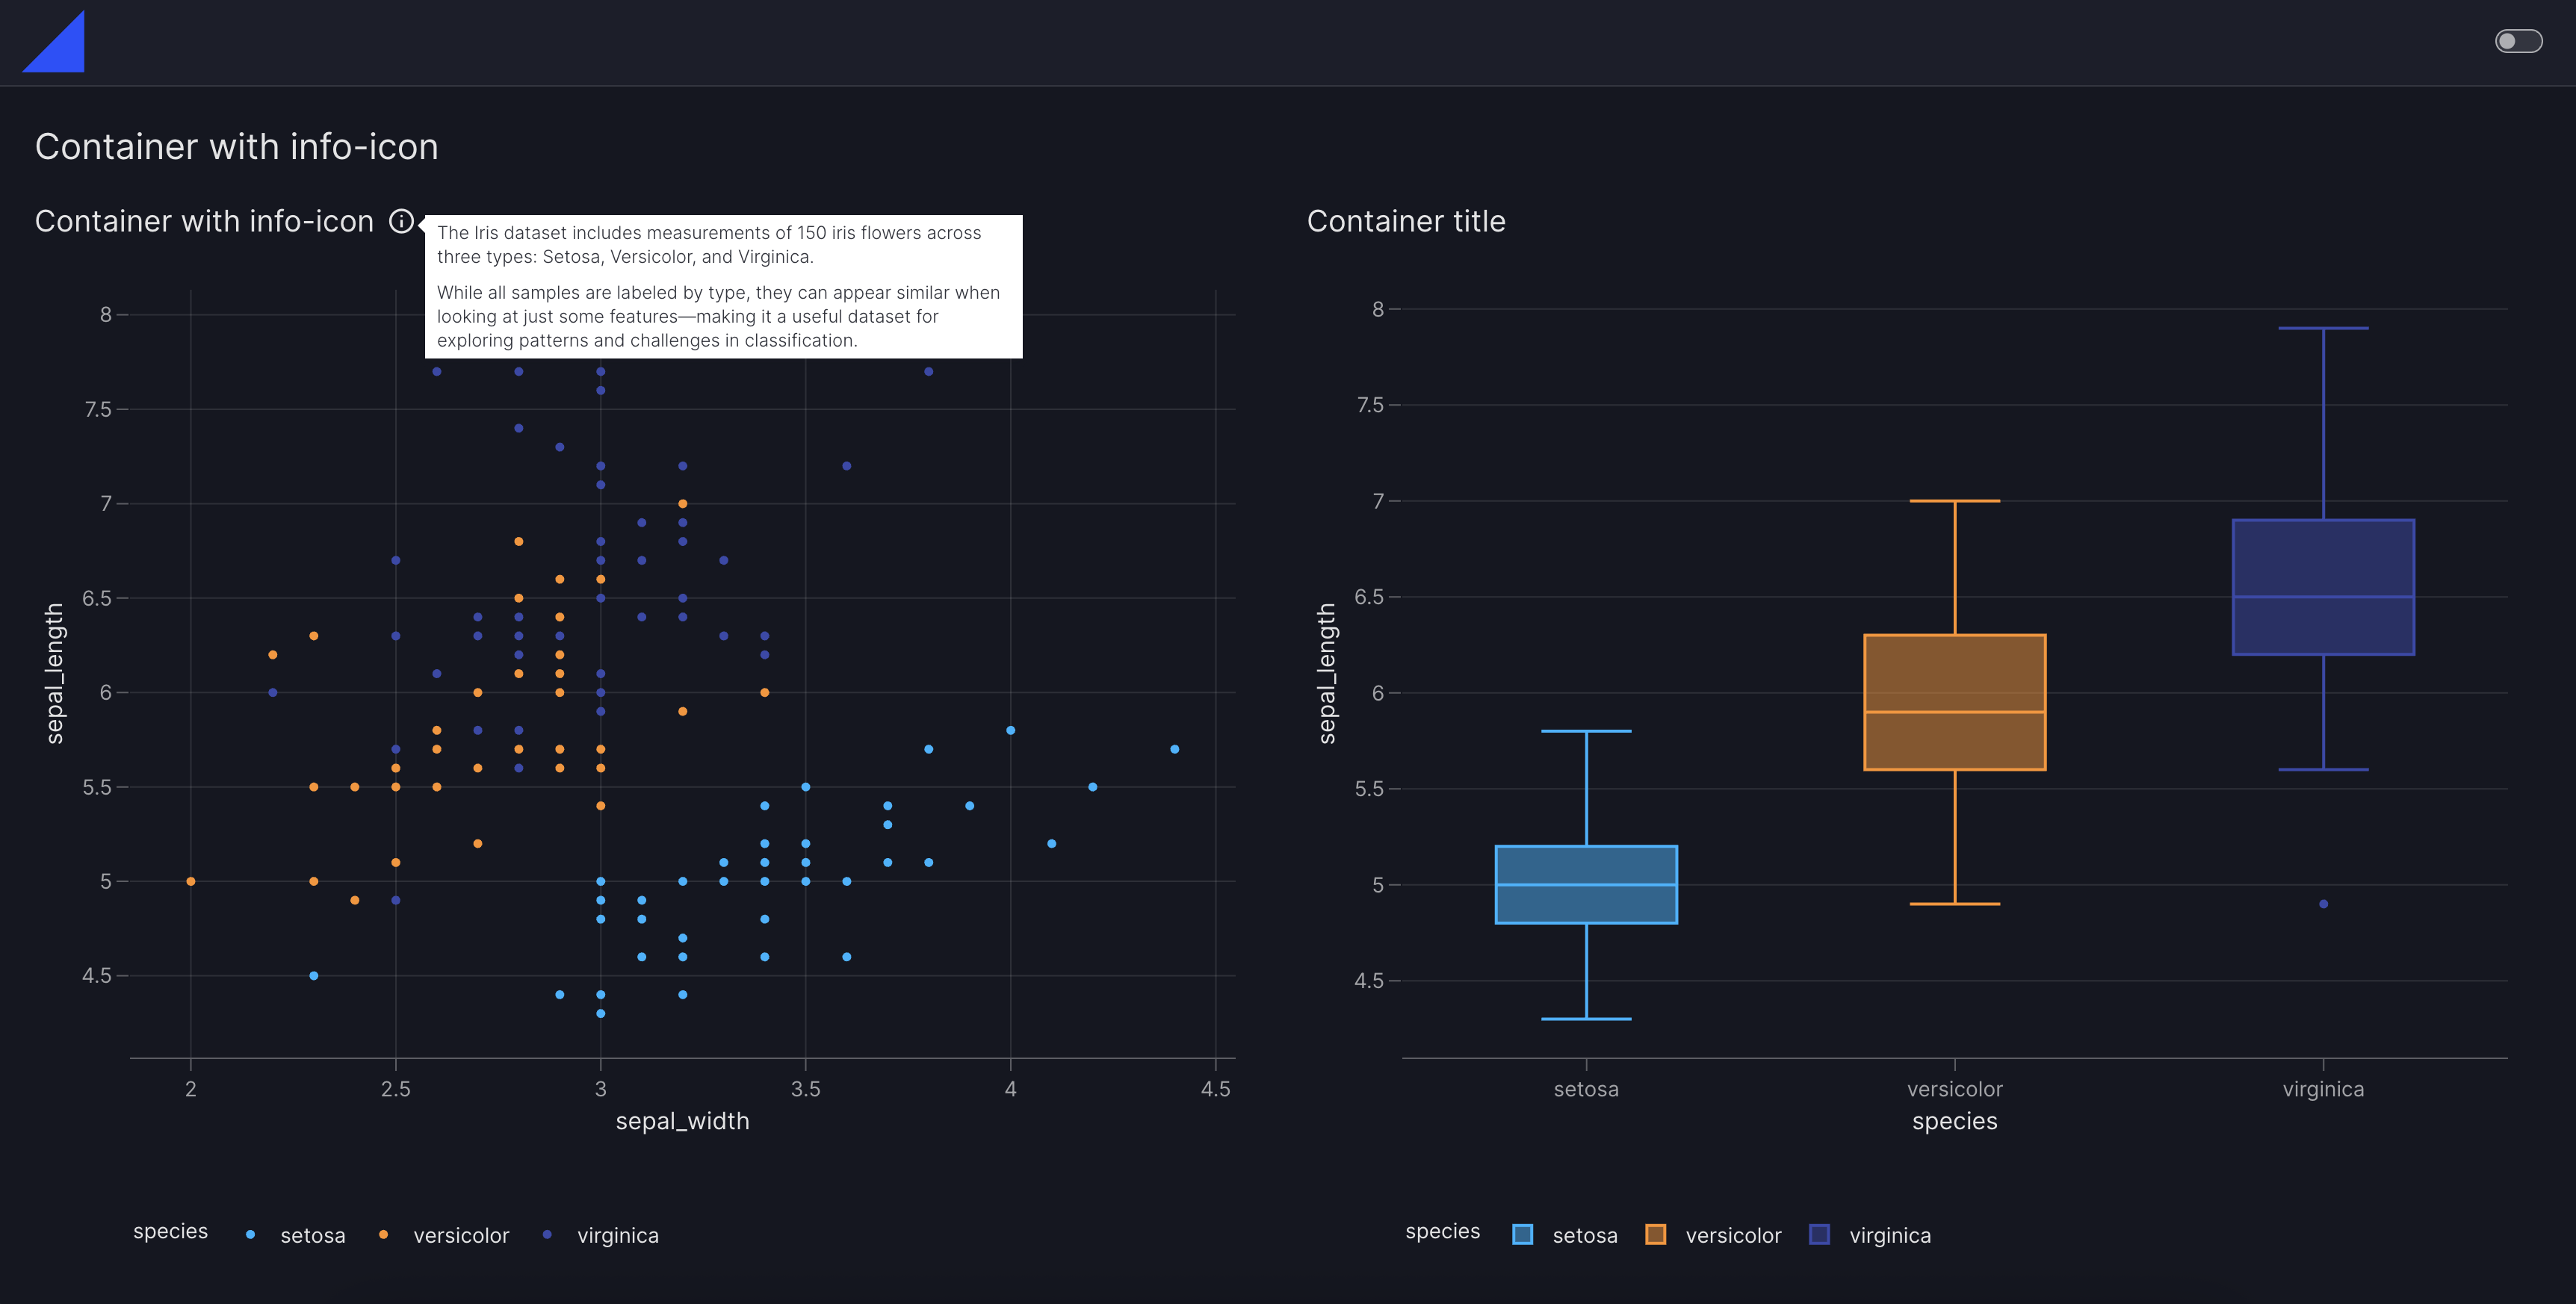 Container with info-icon
Container with info-icon
The Iris dataset includes measurements of 150 iris flowers across
three types: Setosa, Versicolor, and Virginica.
While all samples are labeled by type, they can appear similar when
looking at just some features—making it a useful dataset for
exploring patterns and challenges in classification.
8
7.5
7
6.5
6
5.5
5
4.5
sepal_length
2 2.5 3 3.5 4 4.5
sepal_width
species setosa versicolor virginica
Container title
8
7.5
7
6.5
6
5.5
5
4.5
sepal_length
setosa versicolor virginica
species
species setosa versicolor virginica